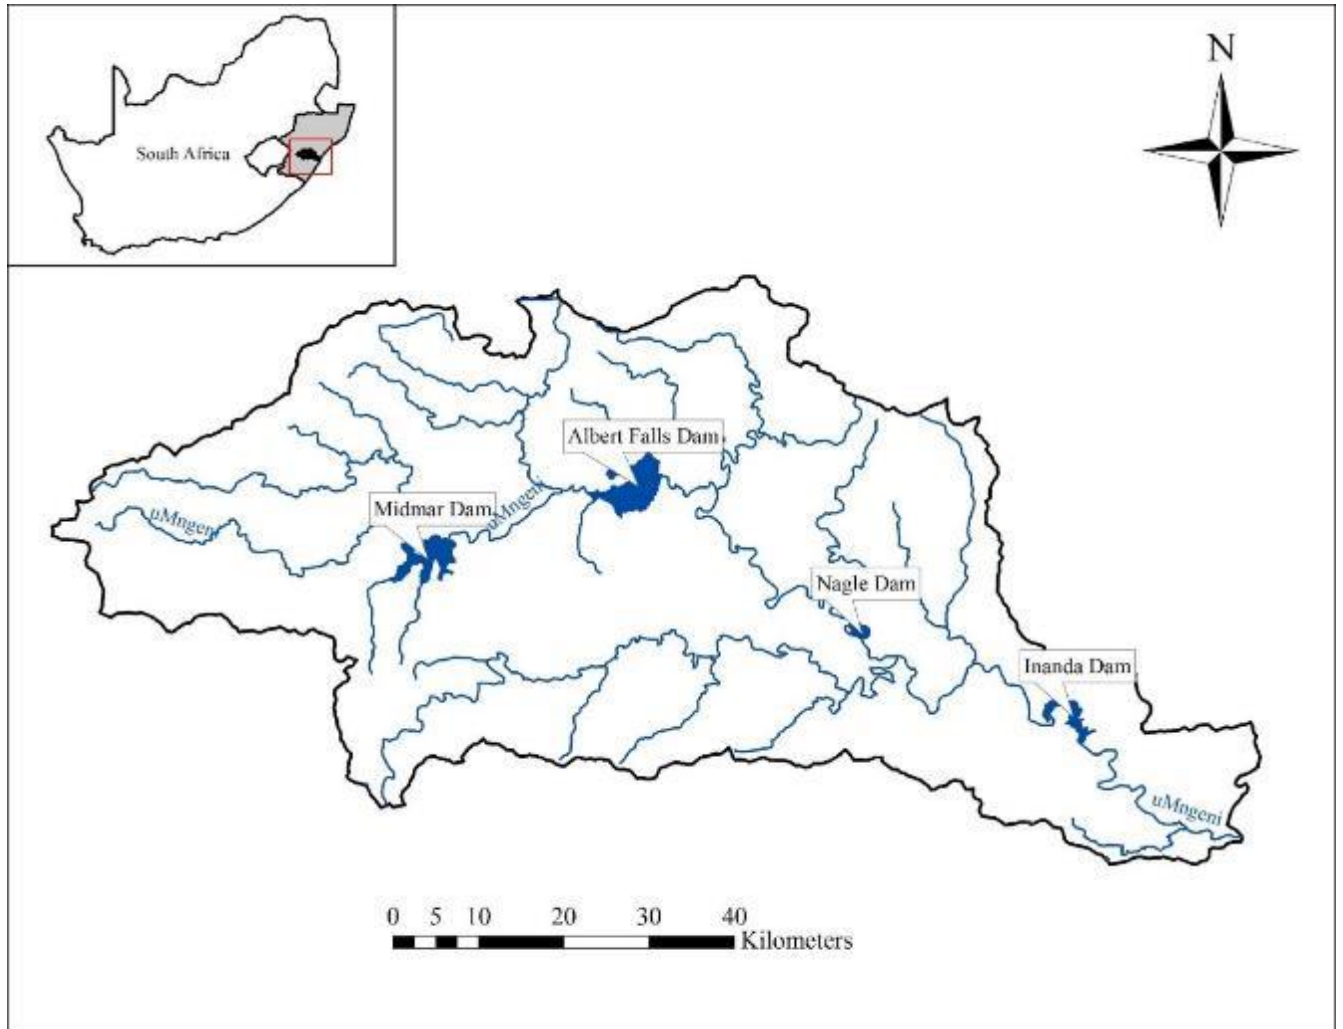 N
South Africa
Albert Falls Dam
uMngeni
Midmar Dam
uMngeni
Nagle Dam
Inanda Dam
uMngeni
0 5 10 20 30 40
Kilometers